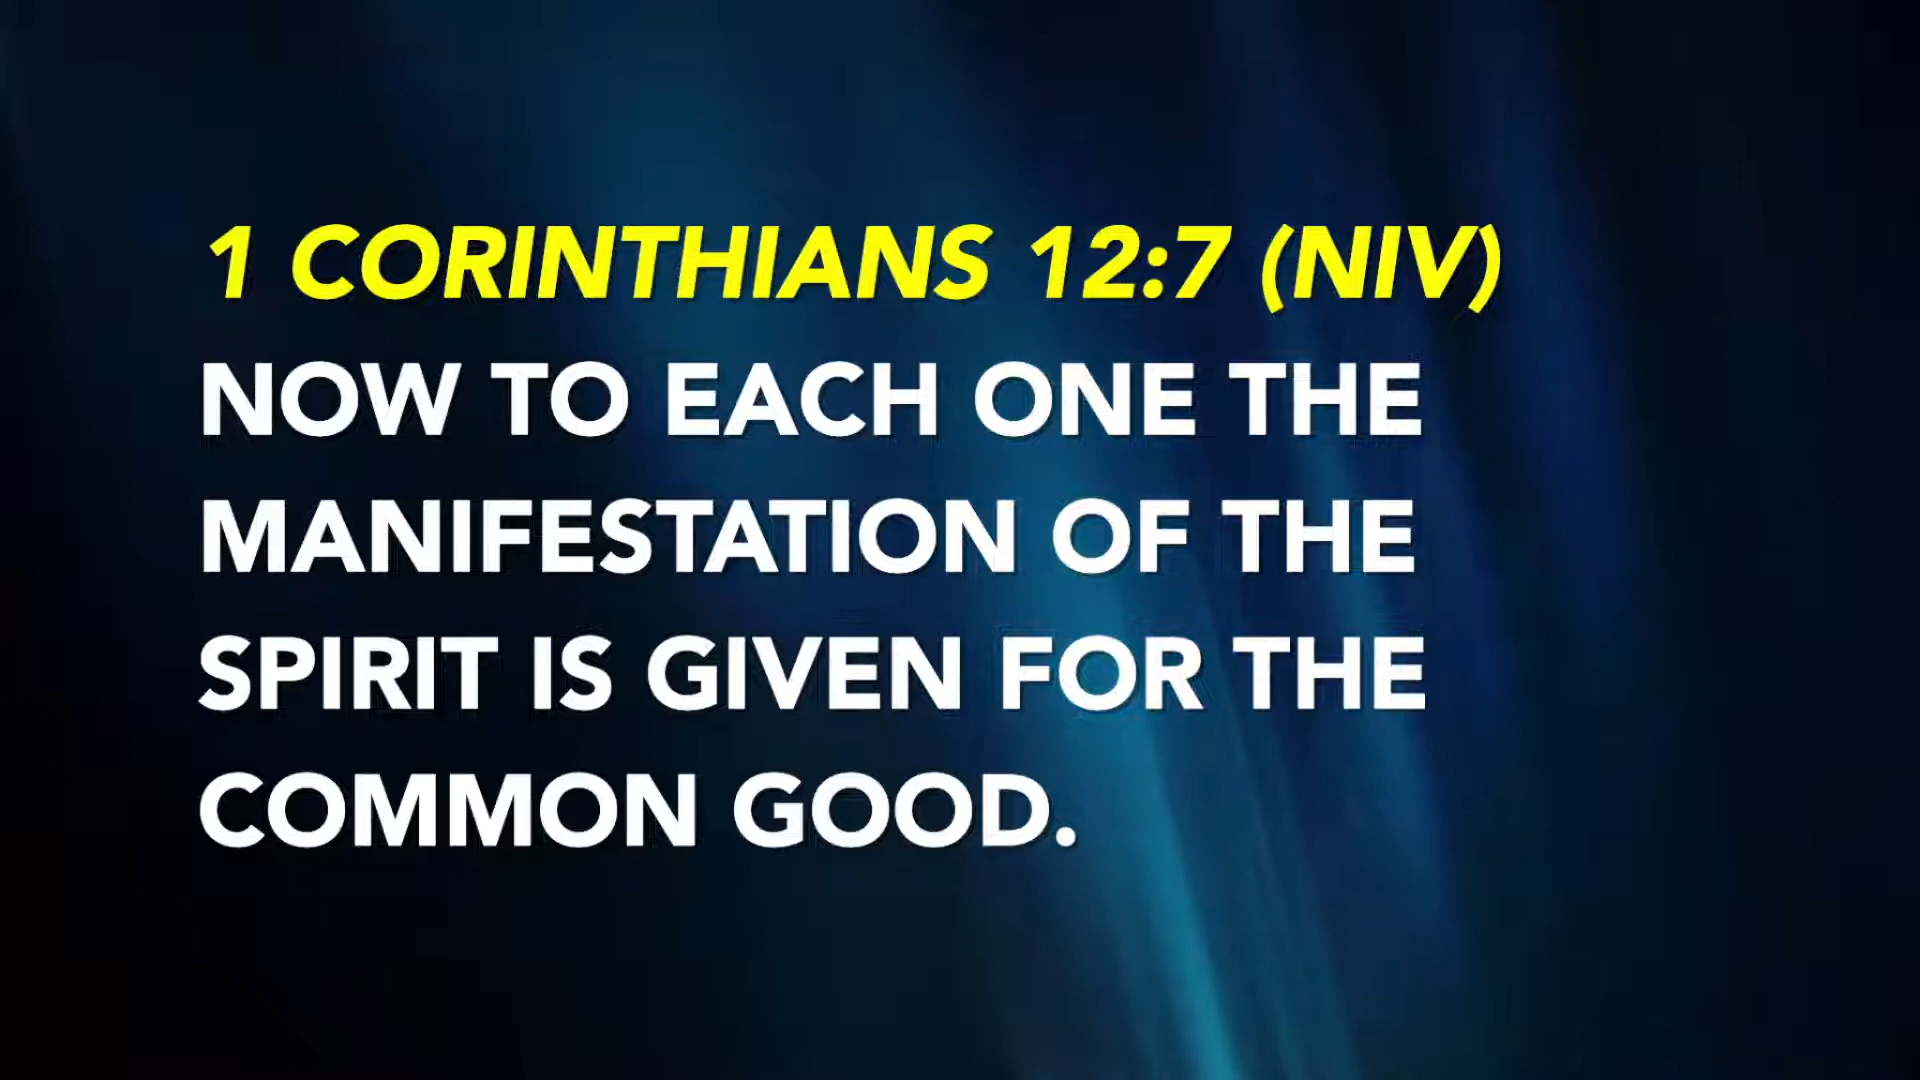 1 CORINTHIANS 12:7 (NIV)
NOW TO EACH ONE THE
MANIFESTATION OF THE
SPIRIT IS GIVEN FOR THE
COMMON GOOD.